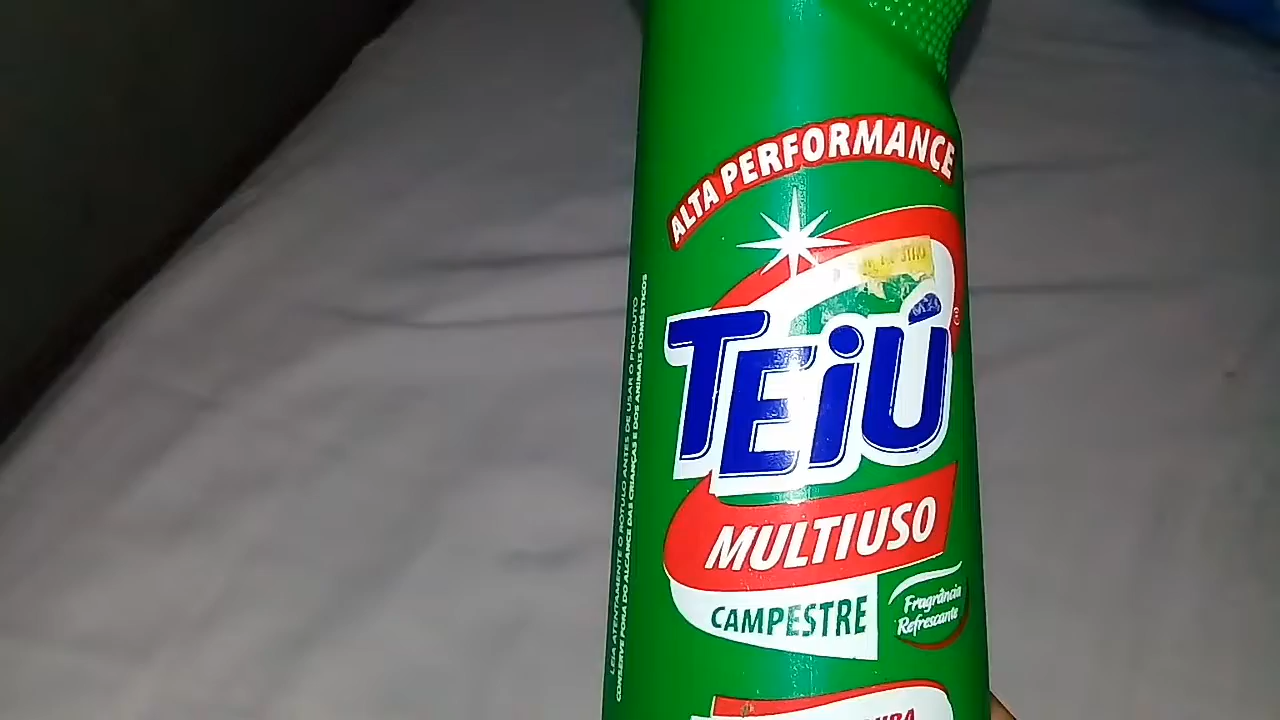 ALTA PERFORMANCE
TEiÚ
MULTIUSO
CAMPESTRE
Fragrância
Refrescante
LEIA ATENTAMENTE O RÓTULO ANTES DE USAR O PRODUTO
CONSERVE FORA DO ALCANCE DAS CRIANÇAS E DOS ANIMAIS DOMÉSTICOS